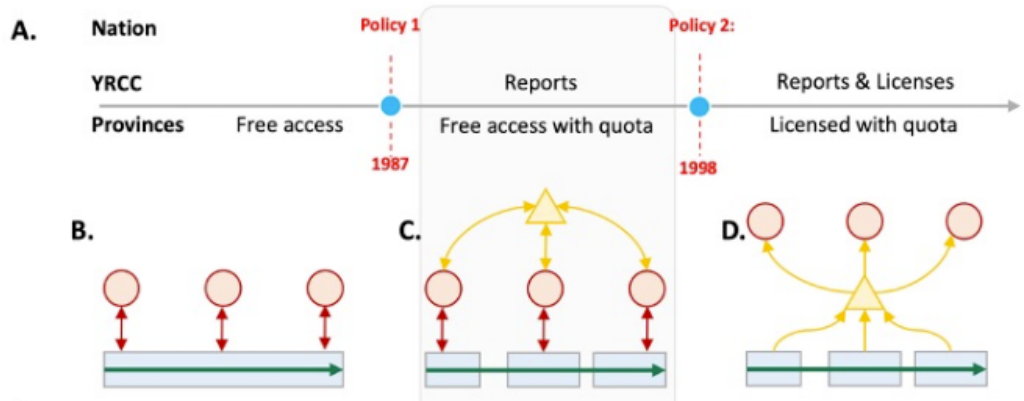 A.
Nation
Policy 1
Policy 2:
YRCC
Reports
Reports & Licenses
Provinces
Free access
Free access with quota
Licensed with quota
1987
1998
B.
C.
D.